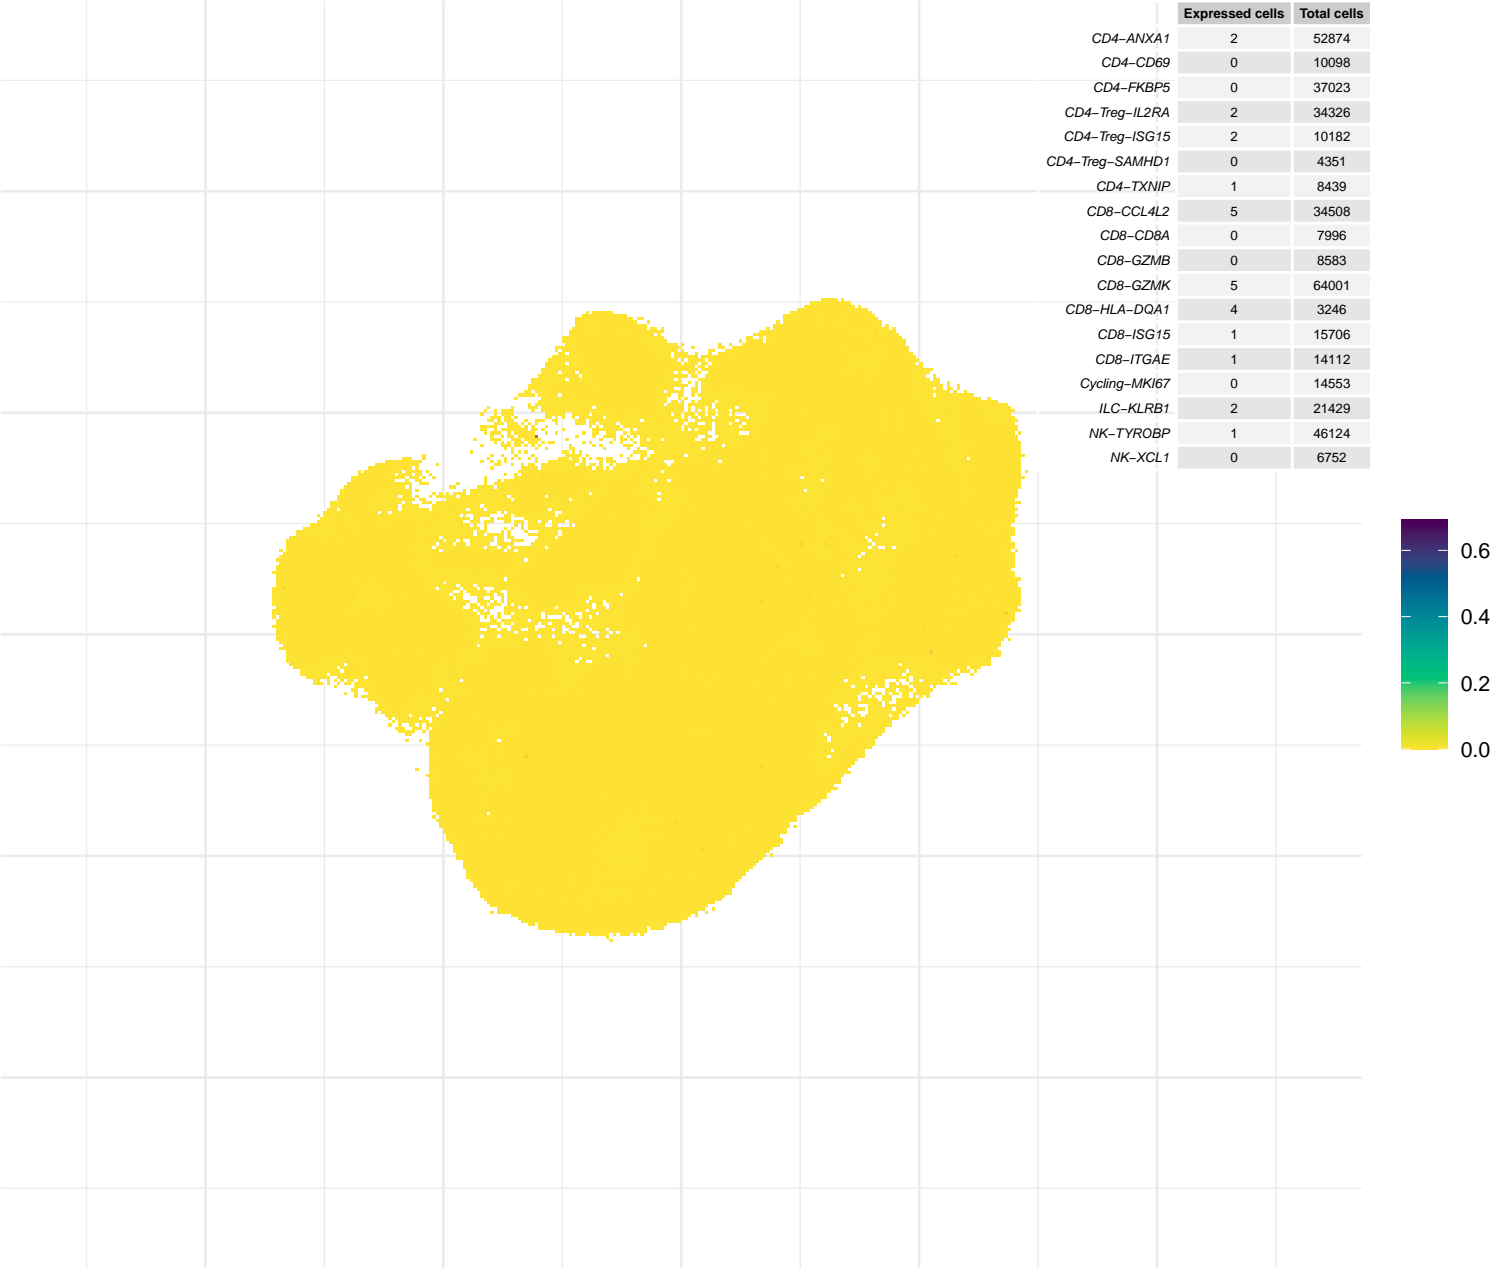 Expressed cells Total cells
CD4−ANXA1 2 52874
CD4−CD69 0 10098
CD4−FKBP5 0 37023
CD4−Treg−IL2RA 2 34326
CD4−Treg−ISG15 2 10182
CD4−Treg−SAMHD1 0 4351
CD4−TXNIP 1 8439
CD8−CCL4L2 5 34508
CD8−CD8A 0 7996
CD8−GZMB 0 8583
CD8−GZMK 5 64001
CD8−HLA−DQA1 4 3246
CD8−ISG15 1 15706
CD8−ITGAE 1 14112
Cycling−MKI67 0 14553
ILC−KLRB1 2 21429
NK−TYROBP 1 46124
NK−XCL1 0 6752
0.6
0.4
0.2
0.0